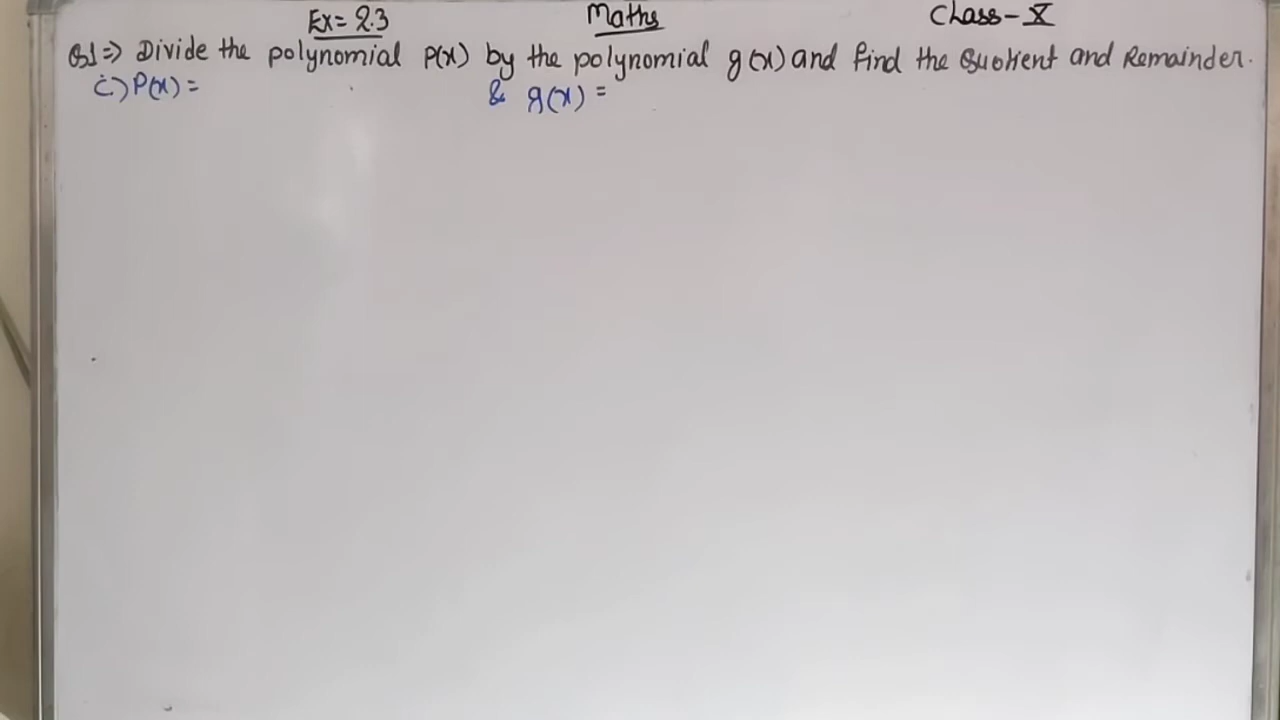 Ex= 2.3 Maths Class-X
Q1⇒ Divide the polynomial P(x) by the polynomial g(x) and find the Quotient and Remainder.
i) P(x) = & g(x) =